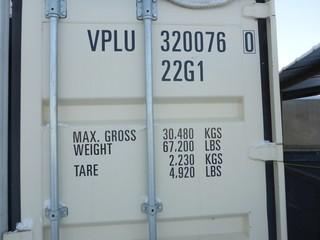 VPLU 320076 0
22G1
MAX. GROSS 30.480 KGS
WEIGHT 67.200 LBS
2.230 KGS
TARE 4.920 LBS